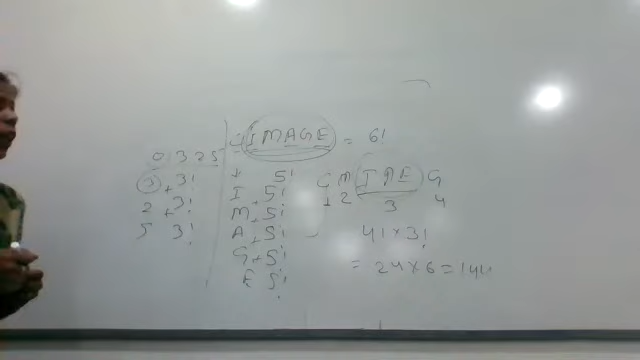 0 3 2 5
3 + 3!
2 + 3!
5 3!
C IMAGE = 6!
5!
I + 5!
M + 5!
A + 5!
G + 5!
E 5!
C M IAE G
1 2 3 4
4! × 3!
= 24 × 6 = 144